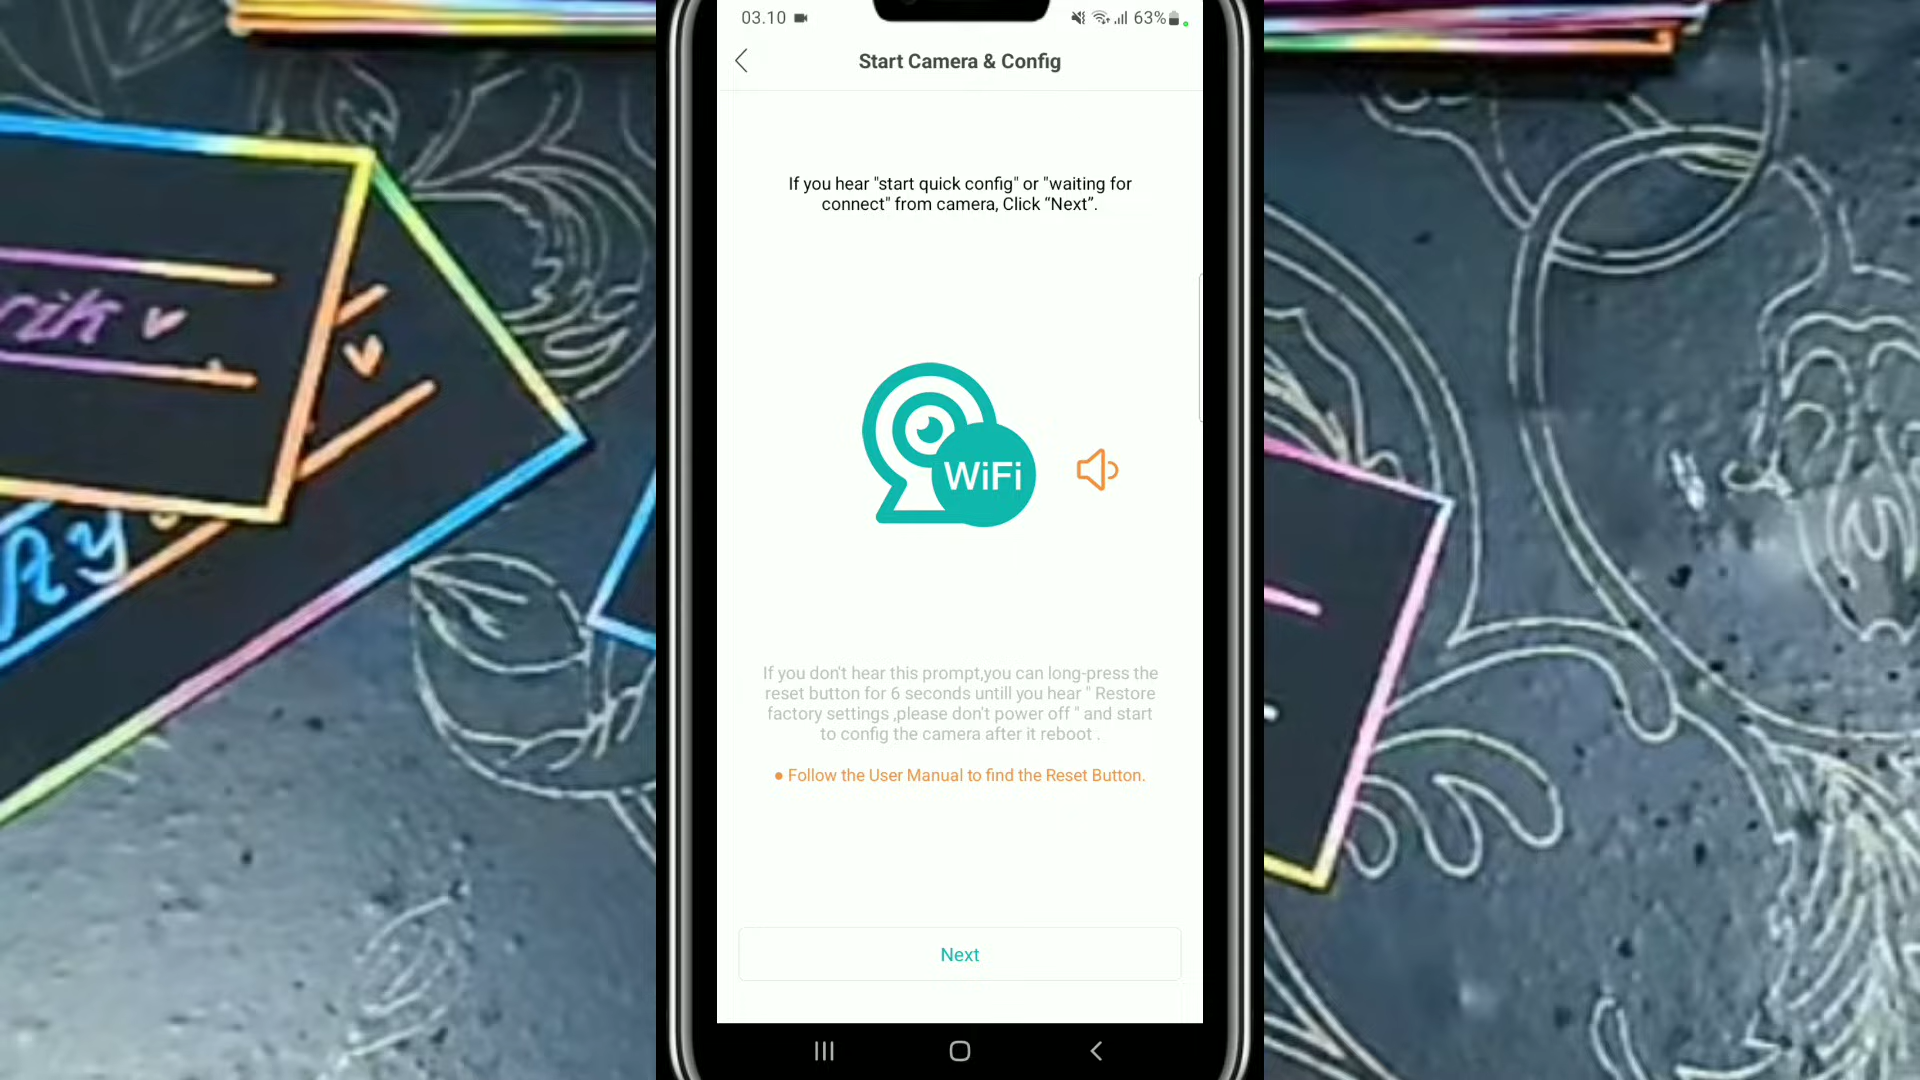 03.10
63%
Start Camera & Config
If you hear "start quick config" or "waiting for
connect" from camera, Click “Next”.
WiFi
If you don't hear this prompt,you can long-press the
reset button for 6 seconds untill you hear " Restore
factory settings ,please don't power off " and start
to config the camera after it reboot .
● Follow the User Manual to find the Reset Button.
Next
rik
Ay